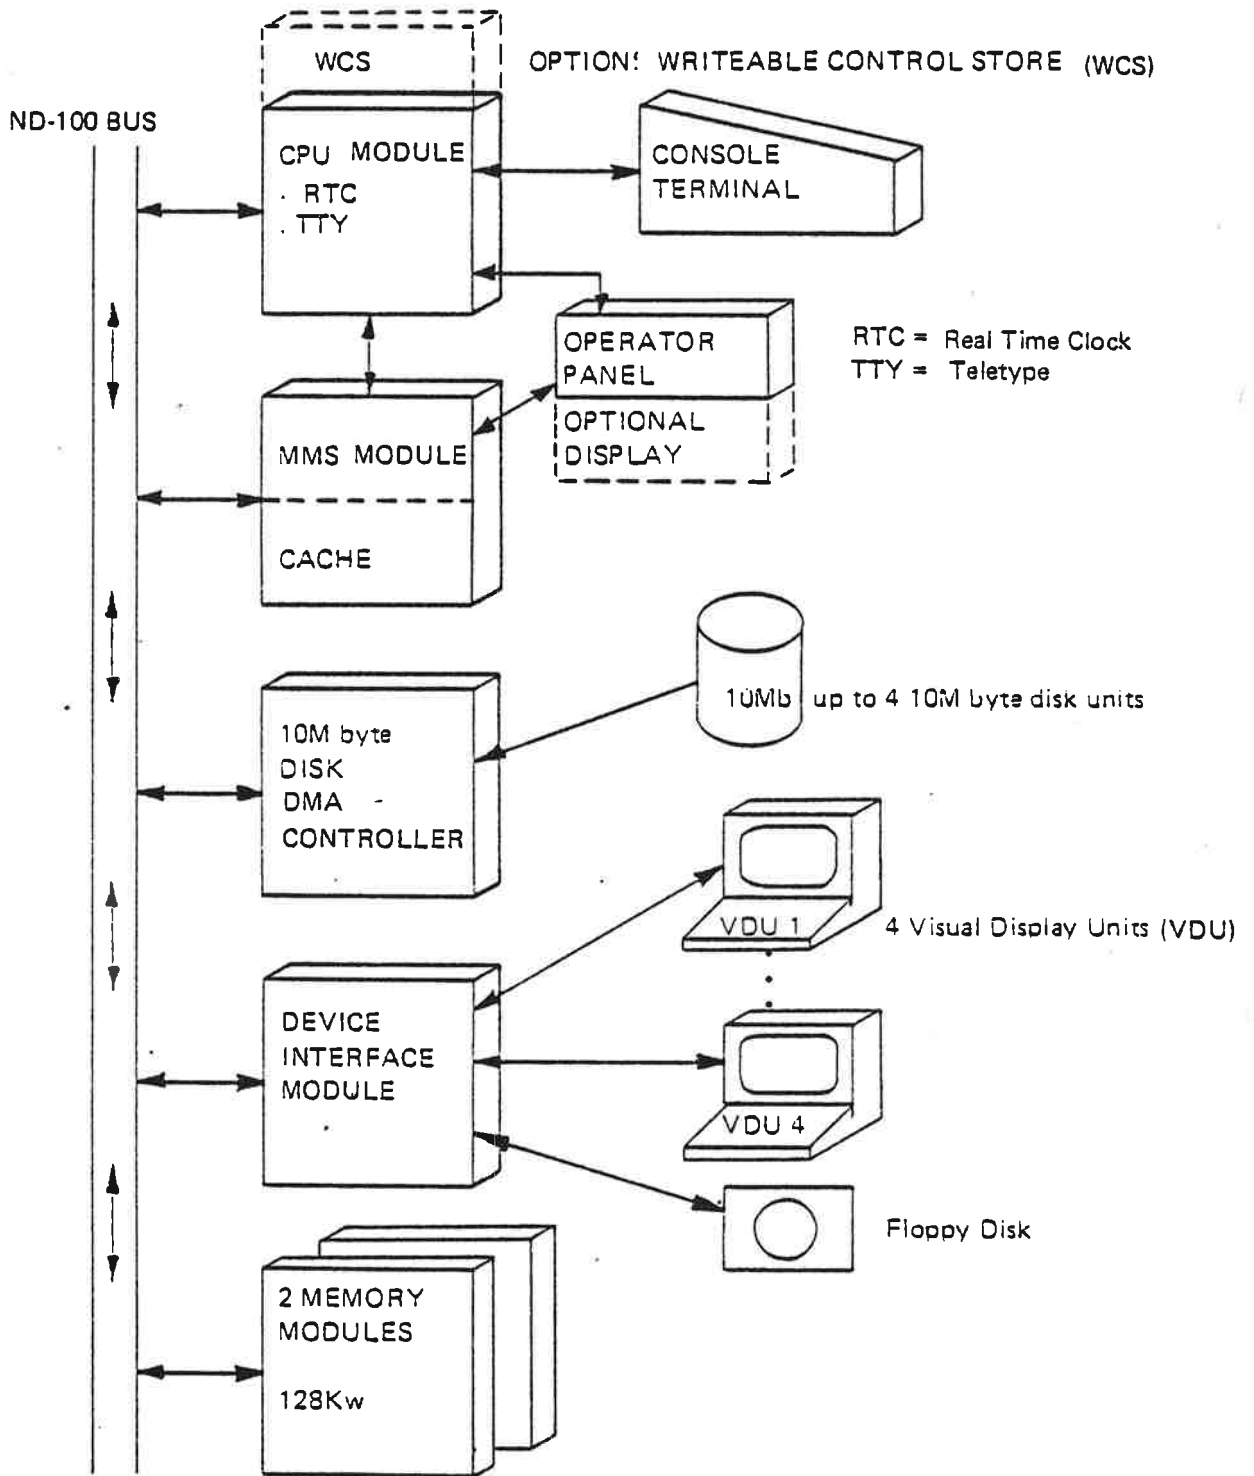 WCS
OPTION: WRITEABLE CONTROL STORE (WCS)
ND-100 BUS
CPU MODULE
. RTC
. TTY
CONSOLE
TERMINAL
OPERATOR
PANEL
OPTIONAL
DISPLAY
RTC = Real Time Clock
TTY = Teletype
MMS MODULE
CACHE
10M byte
DISK
DMA
CONTROLLER
10Mb up to 4 10M byte disk units
VDU 1
4 Visual Display Units (VDU)
DEVICE
INTERFACE
MODULE
VDU 4
Floppy Disk
2 MEMORY
MODULES
128Kw